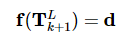 f(T^L_{k+1}) = d